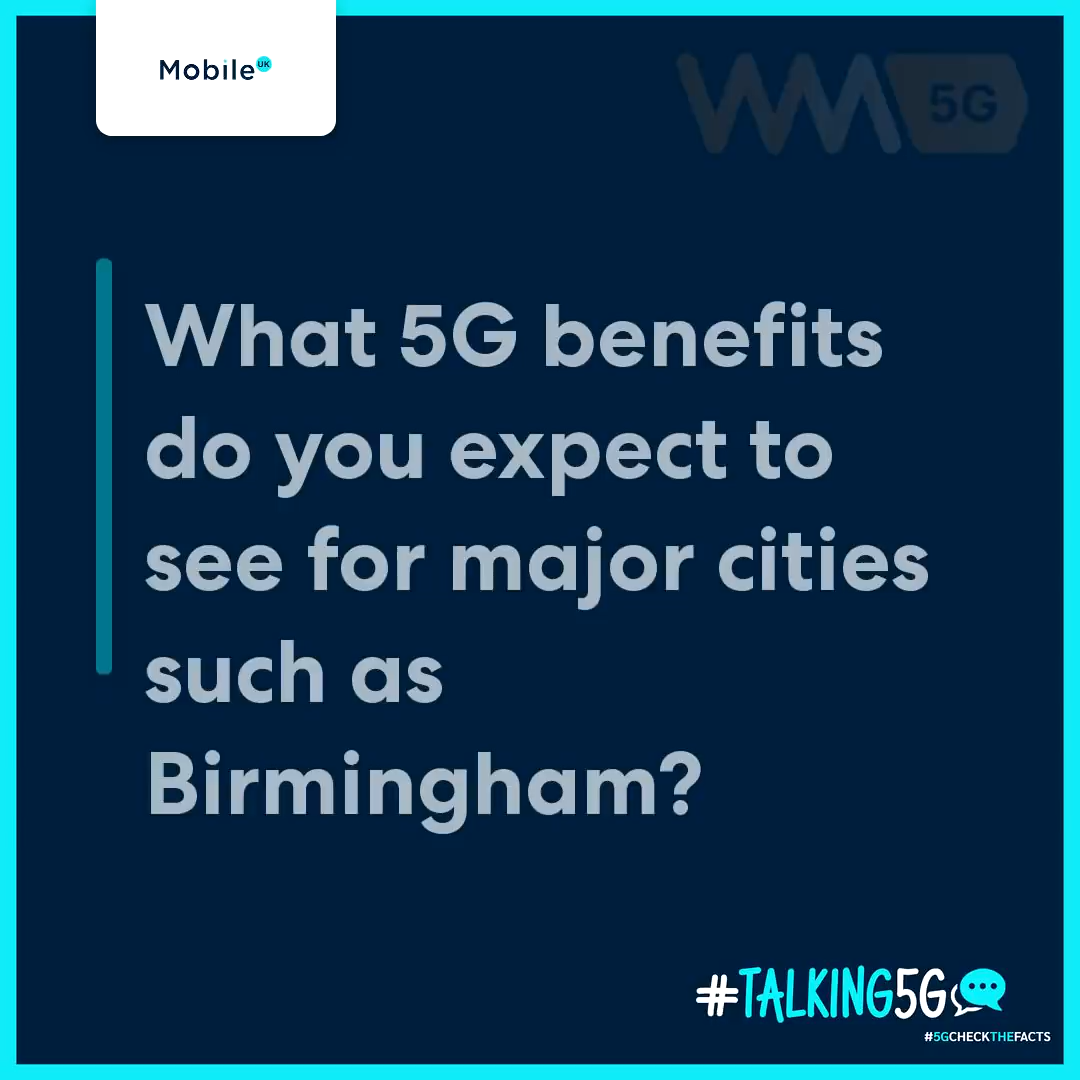 Mobile UK
WM 5G
What 5G benefits
do you expect to
see for major cities
such as
Birmingham?
#TALKING5G
#5GCHECKTHEFACTS